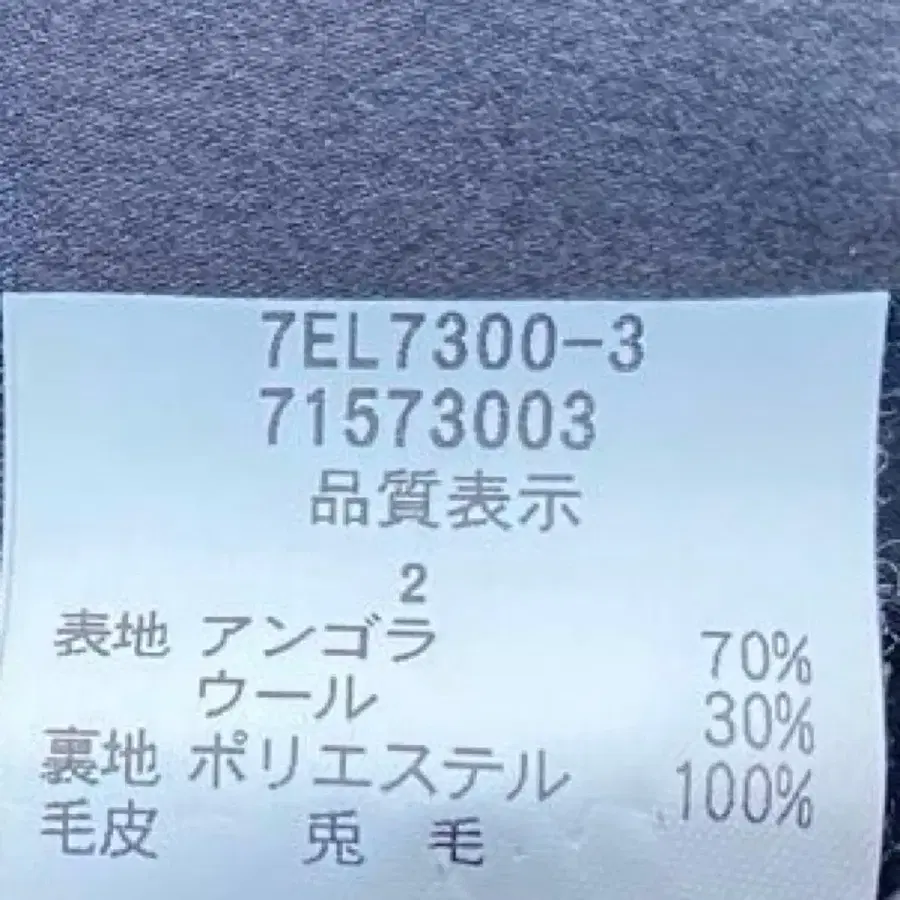 7EL7300-3
71573003
品質表示
2
表地 アンゴラ 70%
ウール 30%
裏地 ポリエステル 100%
毛皮 兎 毛